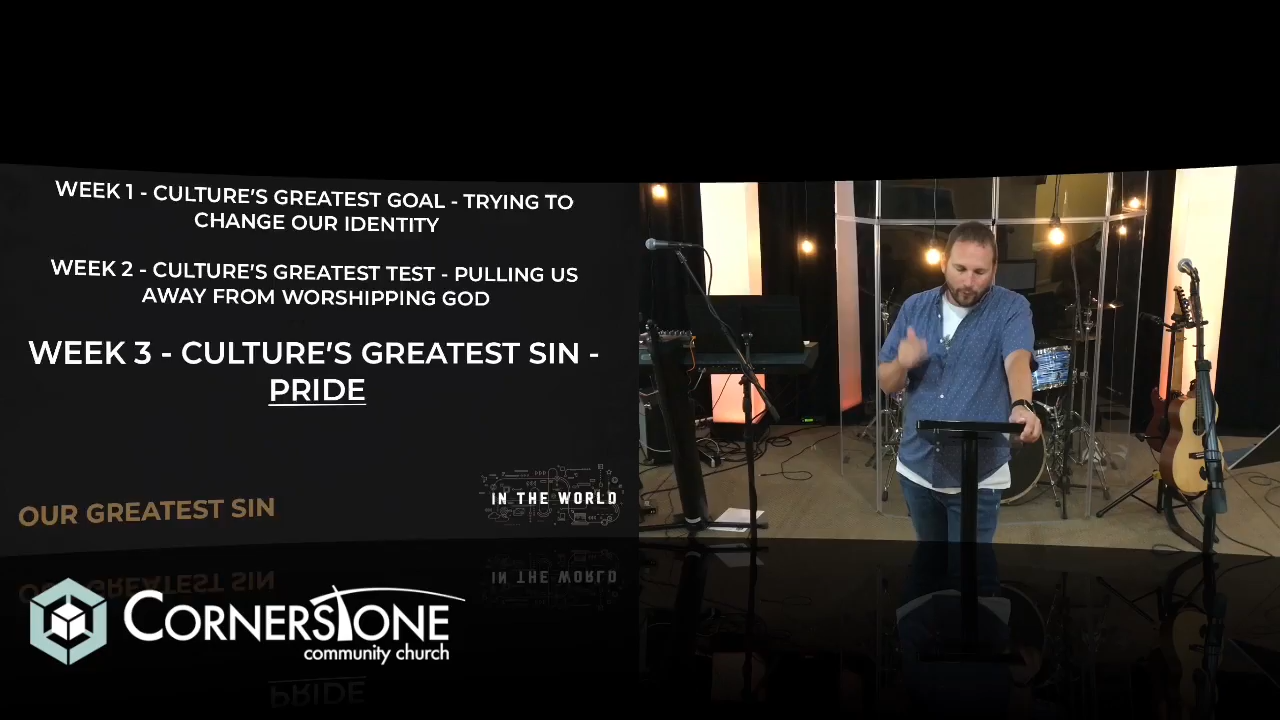 WEEK 1 - CULTURE'S GREATEST GOAL - TRYING TO
CHANGE OUR IDENTITY
WEEK 2 - CULTURE'S GREATEST TEST - PULLING US
AWAY FROM WORSHIPPING GOD
WEEK 3 - CULTURE'S GREATEST SIN -
PRIDE
IN THE WORLD
OUR GREATEST SIN
CORNERSTONE
community church